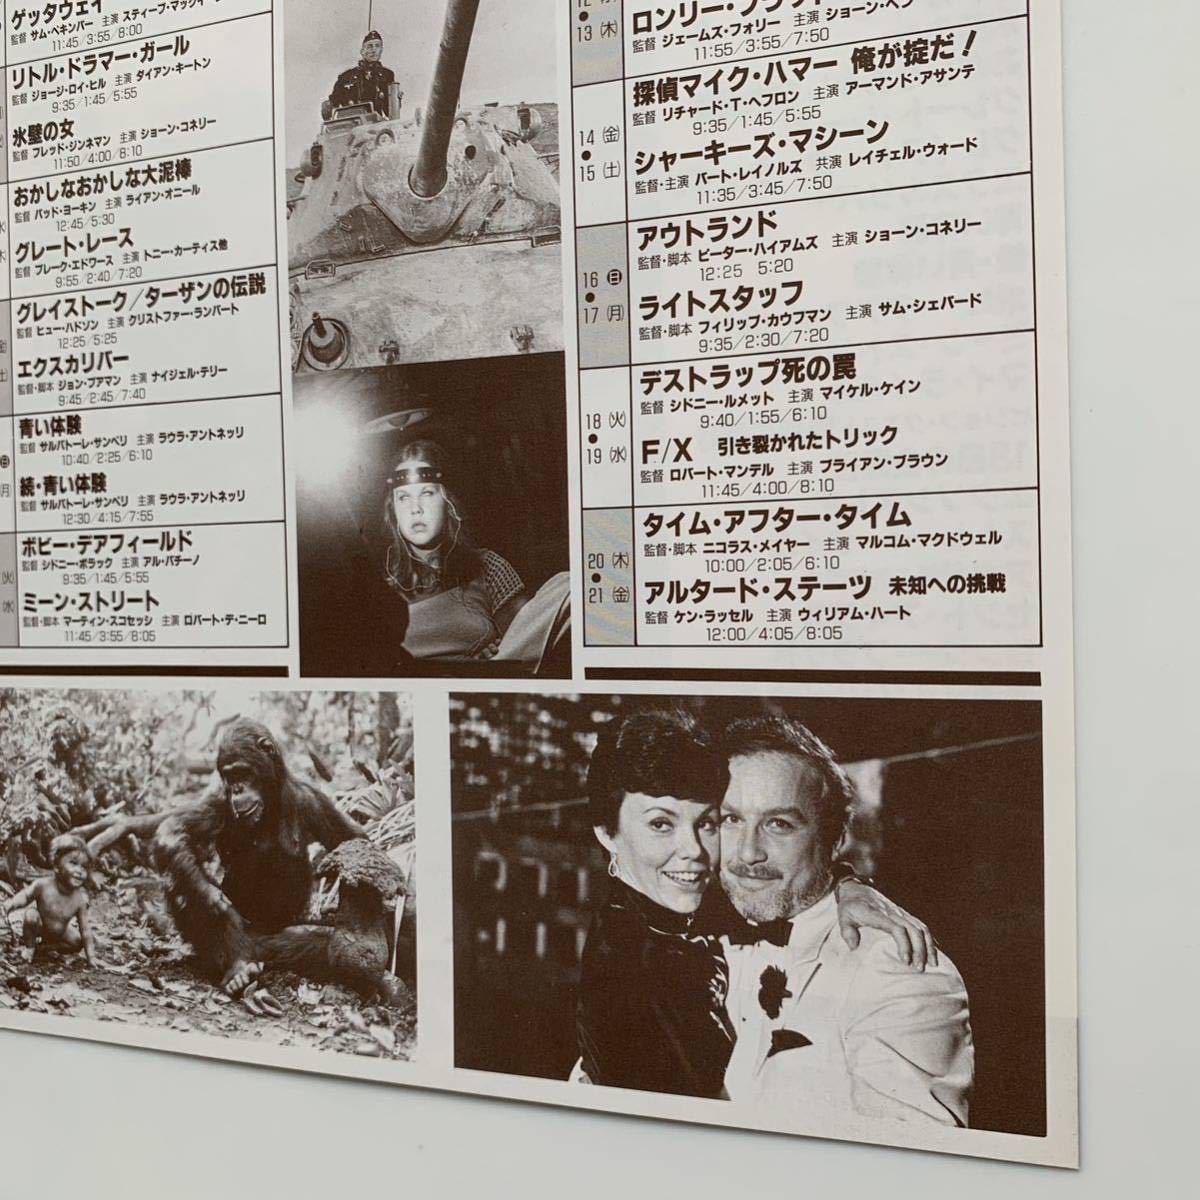 ゲッタウェイ
監督 サム・ペキンパー 主演 スティーブ・マックイーン
11:45/3:55/8:00
リトル・ドラマー・ガール
監督 ジョージ・ロイ・ヒル 主演 ダイアン・キートン
9:35/1:45/5:55
氷壁の女
監督 フレッド・ジンネマン 主演 ショーン・コネリー
11:50/4:00/8:10
水
おかしなおかしな大泥棒
監督 バッド・ヨーキン 主演 ライアン・オニール
12:45/5:30
木
グレート・レース
監督 ブレーク・エドワース 主演 トニー・カーティス他
9:55/2:40/7:20
グレイストーク/ターザンの伝説
監督 ヒュー・ハドソン 主演 クリストファー・ランバート
12:25/5:25
金
土
エクスカリバー
監督・脚本 ジョン・ブアマン 主演 ナイジェル・テリー
9:45/2:45/7:40
青い体験
監督 サルバトーレ・サンペリ 主演 ラウラ・アントネッリ
10:40/2:25/6:10
日
月
続・青い体験
監督 サルバトーレ・サンペリ 主演 ラウラ・アントネッリ
12:30/4:15/7:55
ボビー・デアフィールド
監督 シドニー・ポラック 主演 アル・パチーノ
9:35/1:45/5:55
(火)
(水)
ミーン・ストリート
監督・脚本 マーティン・スコセッシ 主演 ロバート・デ・ニーロ
11:45/3:55/8:05
13(木)
監督 ジェームズ・フォリー 主演 ショーン・ペン
11:55/3:55/7:50
14(金)
●
15(土)
探偵マイク・ハマー 俺が掟だ!
監督 リチャード・T・ヘフロン 主演 アーマンド・アサンテ
9:35/1:45/5:55
シャーキーズ・マシーン
監督・主演 バート・レイノルズ 共演 レイチェル・ウォード
11:35/3:45/7:50
16(日)
●
17(月)
アウトランド
監督・脚本 ピーター・ハイアムズ 主演 ショーン・コネリー
12:25 5:20
ライトスタッフ
監督・脚本 フィリップ・カウフマン 主演 サム・シェパード
9:35/2:30/7:20
18(火)
●
19(水)
デストラップ死の罠
監督 シドニー・ルメット 主演 マイケル・ケイン
9:40/1:55/6:10
F/X 引き裂かれたトリック
監督 ロバート・マンデル 主演 ブライアン・ブラウン
11:45/4:00/8:10
20(木)
●
21(金)
タイム・アフター・タイム
監督・脚本 ニコラス・メイヤー 主演 マルコム・マクドウェル
10:00/2:05/6:10
アルタード・ステーツ 未知への挑戦
監督 ケン・ラッセル 主演 ウィリアム・ハート
12:00/4:05/8:05